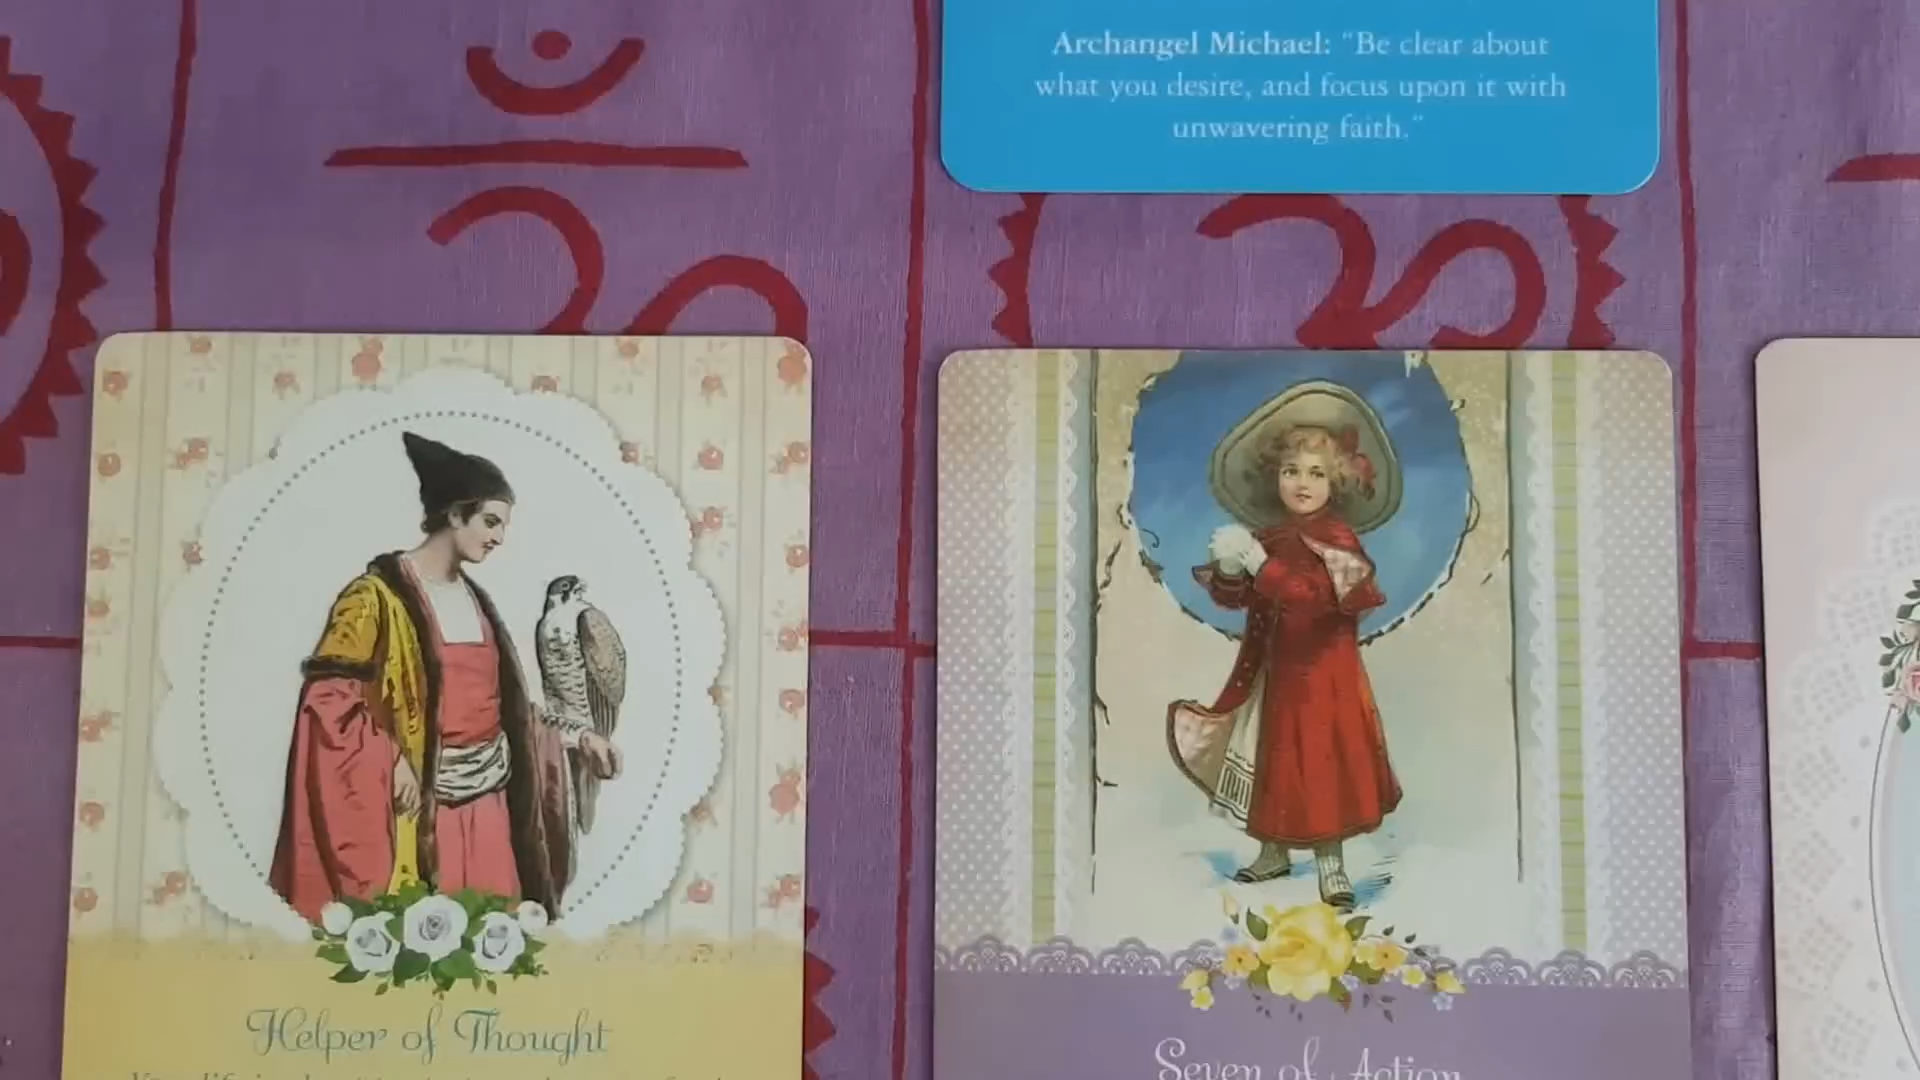 Archangel Michael: "Be clear about
what you desire, and focus upon it with
unwavering faith."
Helper of Thought
Seven of Action